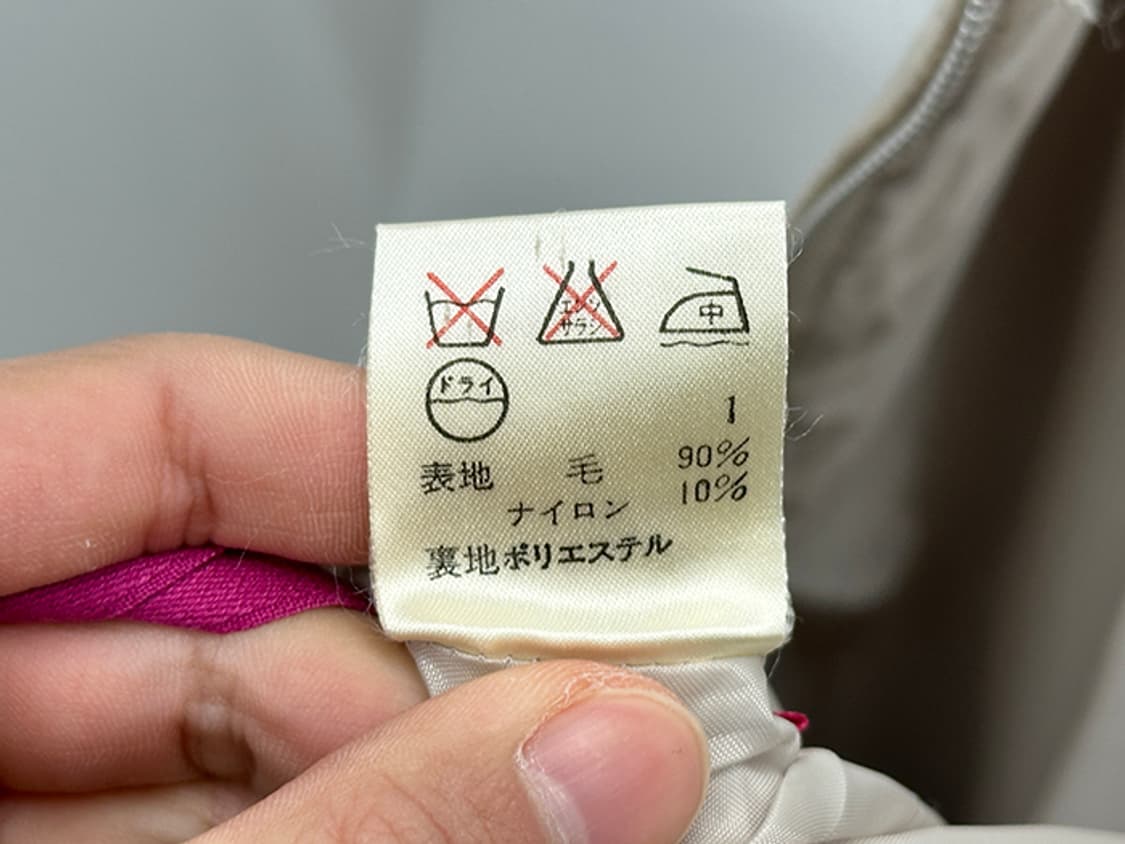 エンソ
サラシ
中
ドライ
1
表地 毛 90%
ナイロン 10%
裏地ポリエステル